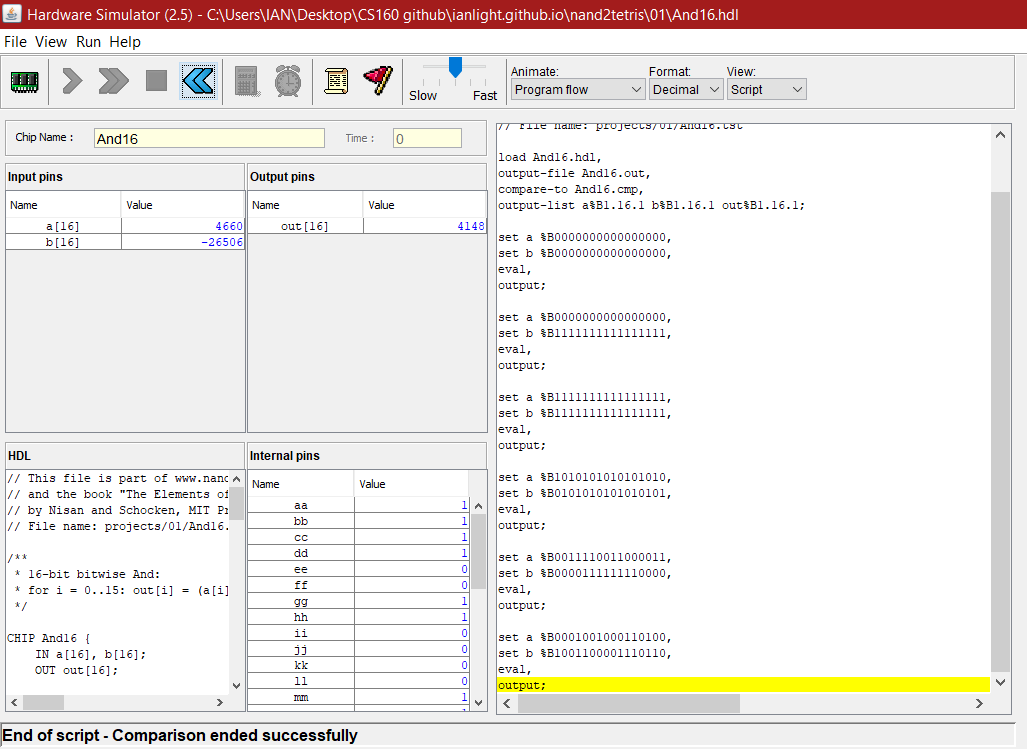 Hardware Simulator (2.5) - C:\Users\IAN\Desktop\CS160 github\ianlight.github.io\nand2tetris\01\And16.hdl
File View Run Help
Slow
Fast
Animate:
Program flow
Format:
Decimal
View:
Script
Chip Name :
And16
Time :
0
Input pins
Name Value
a[16] 4660
b[16] -26506
Output pins
Name Value
out[16] 4148
HDL
// This file is part of www.nand
// and the book "The Elements of
// by Nisan and Schocken, MIT Pr
// File name: projects/01/And16.
/**
* 16-bit bitwise And:
* for i = 0..15: out[i] = (a[i]
*/
CHIP And16 {
IN a[16], b[16];
OUT out[16];
Internal pins
Name Value
aa 1
bb 1
cc 1
dd 1
ee 0
ff 0
gg 1
hh 1
ii 0
jj 0
kk 0
ll 0
mm 1
// File name: projects/01/And16.tst
load And16.hdl,
output-file And16.out,
compare-to And16.cmp,
output-list a%B1.16.1 b%B1.16.1 out%B1.16.1;
set a %B0000000000000000,
set b %B0000000000000000,
eval,
output;
set a %B0000000000000000,
set b %B1111111111111111,
eval,
output;
set a %B1111111111111111,
set b %B1111111111111111,
eval,
output;
set a %B1010101010101010,
set b %B0101010101010101,
eval,
output;
set a %B0011110011000011,
set b %B0000111111110000,
eval,
output;
set a %B0001001000110100,
set b %B1001100001110110,
eval,
output;
End of script - Comparison ended successfully